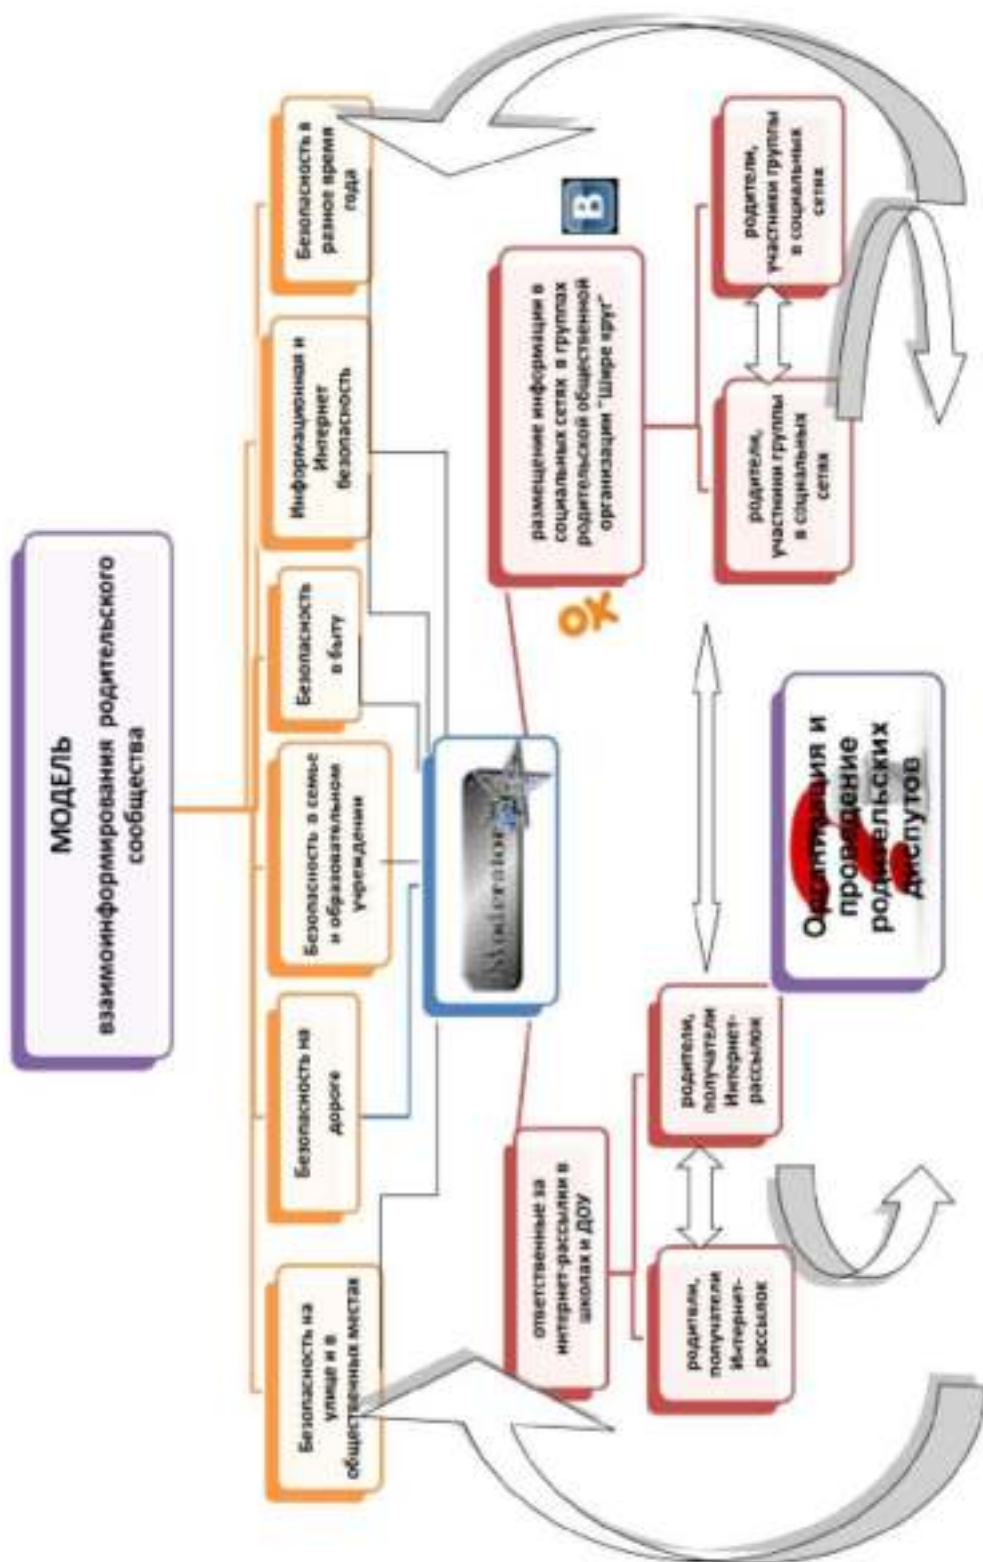 МОДЕЛЬ
взаимоинформирования родительского
сообщества
Безопасность на
улице и в
общественных местах
Безопасность на
дороге
Безопасность в семье
и образовательном
учреждении
Безопасность
в быту
Информационная и
Интернет
безопасность
Безопасность в
разное время
года
Moderator
ответственные за
интернет-рассылки в
школах и ДОУ
размещение информации в
социальных сетях в группах
родительской общественной
организации "Шире круг"
В
родители,
получатели
Интернит-
рассылок
родители,
получатели
Интернет-
рассылок
родители,
участники группы
в социальных
сетях
родители,
участники группы
в социальных
сетях
Организация и
проведение
родительских
диспутов